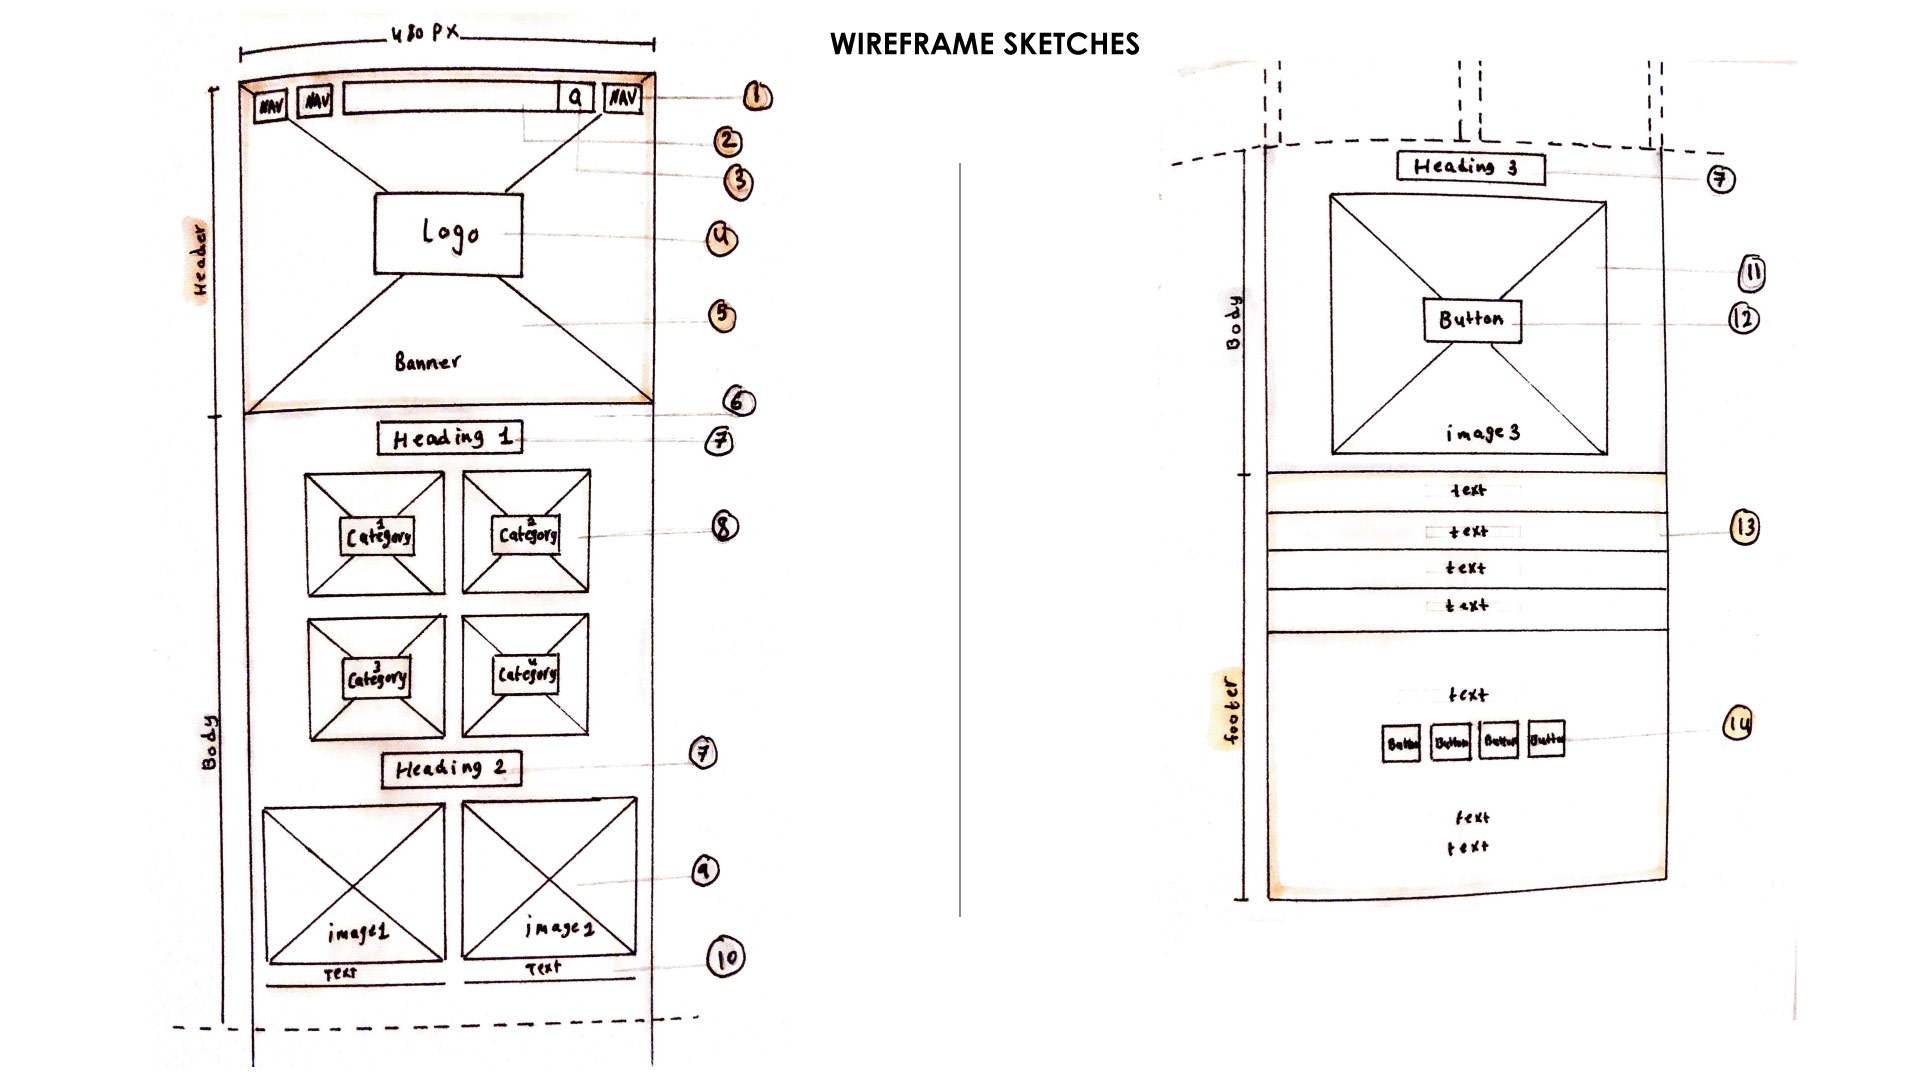 WIREFRAME SKETCHES
480 PX
NAV NAV Q NAV
1
2
3
Logo
4
Header
5
Banner
6
Heading 1
7
1
Category
2
Category
8
3
Category
4
Category
Body
Heading 2
7
9
image1
image1
Text
Text
10
Heading 3
7
11
Body
Button
12
image3
text
text
13
text
text
footer
text
Button Button Button Button
14
text
text